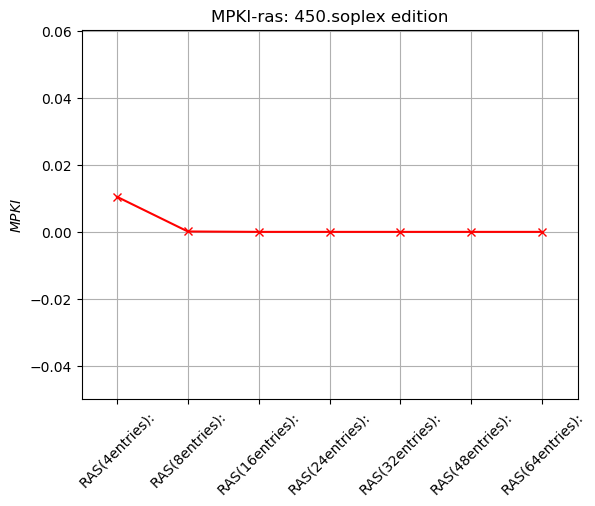 MPKI-ras: 450.soplex edition
0.06
0.04
0.02
0.00
−0.02
−0.04
MPKI
RAS(4entries):
RAS(8entries):
RAS(16entries):
RAS(24entries):
RAS(32entries):
RAS(48entries):
RAS(64entries):